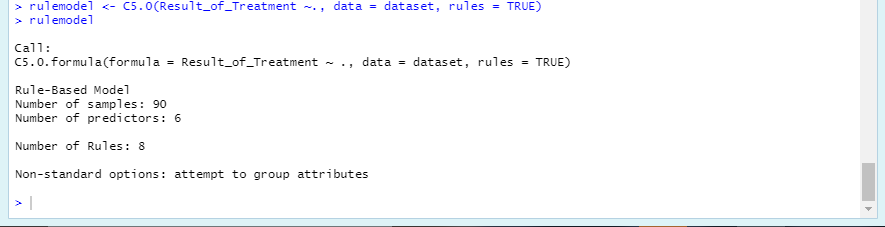 > rulemodel <- C5.0(Result_of_Treatment ~., data = dataset, rules = TRUE)
> rulemodel
Call:
C5.0.formula(formula = Result_of_Treatment ~ ., data = dataset, rules = TRUE)
Rule-Based Model
Number of samples: 90
Number of predictors: 6
Number of Rules: 8
Non-standard options: attempt to group attributes
>